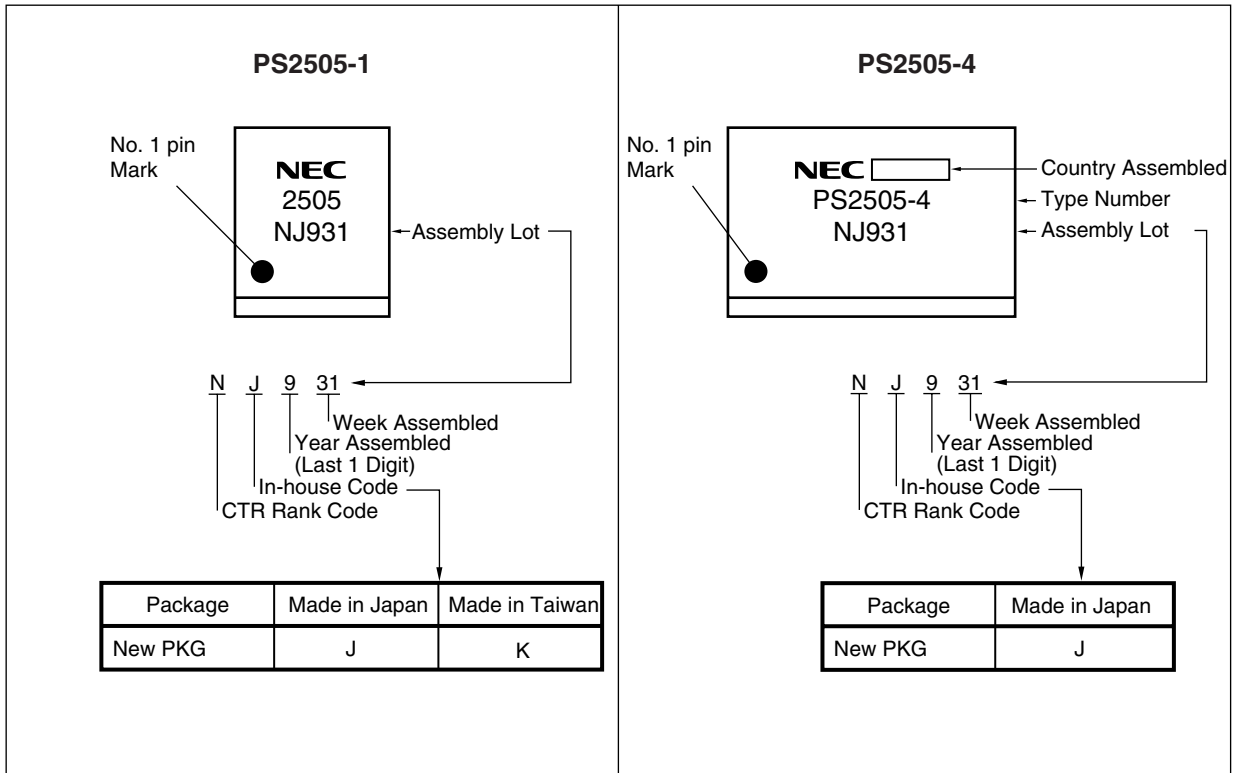 PS2505-1
No. 1 pin
Mark
NEC
2505
NJ931
Assembly Lot
N J 9 31
Week Assembled
Year Assembled
(Last 1 Digit)
In-house Code
CTR Rank Code
Package Made in Japan Made in Taiwan
New PKG J K
PS2505-4
No. 1 pin
Mark
NEC
PS2505-4
NJ931
Country Assembled
Type Number
Assembly Lot
N J 9 31
Week Assembled
Year Assembled
(Last 1 Digit)
In-house Code
CTR Rank Code
Package Made in Japan
New PKG J